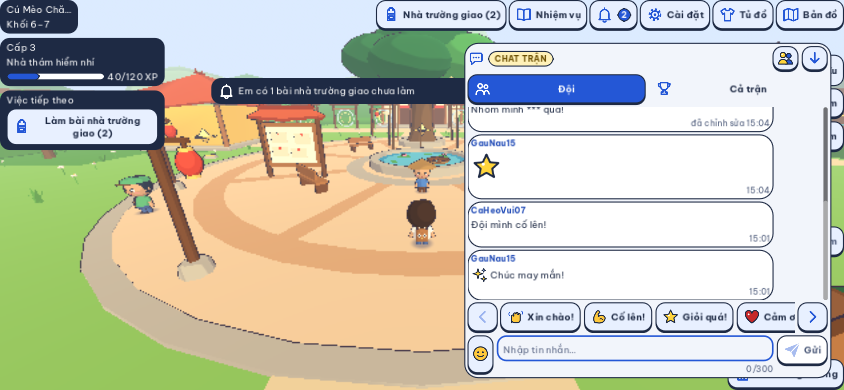 Cú Mèo Chă...
Khối 6-7
Nhà trường giao (2)
Nhiệm vụ
2
Cài đặt
Tủ đồ
Bản đồ
Cấp 3
Nhà thám hiểm nhí
40/120 XP
Việc tiếp theo
Làm bài nhà trường
giao (2)
Em có 1 bài nhà trường giao chưa làm
CHAT TRẬN
Đội
Cả trận
Nhóm mình *** quá!
đã chỉnh sửa 15:04
GauNau15
15:04
CaHeoVui07
Đội mình cố lên!
15:01
GauNau15
Chúc may mắn!
15:01
Xin chào!
Cố lên!
Giỏi quá!
Cảm ơ
Nhập tin nhắn...
Gửi
0/300